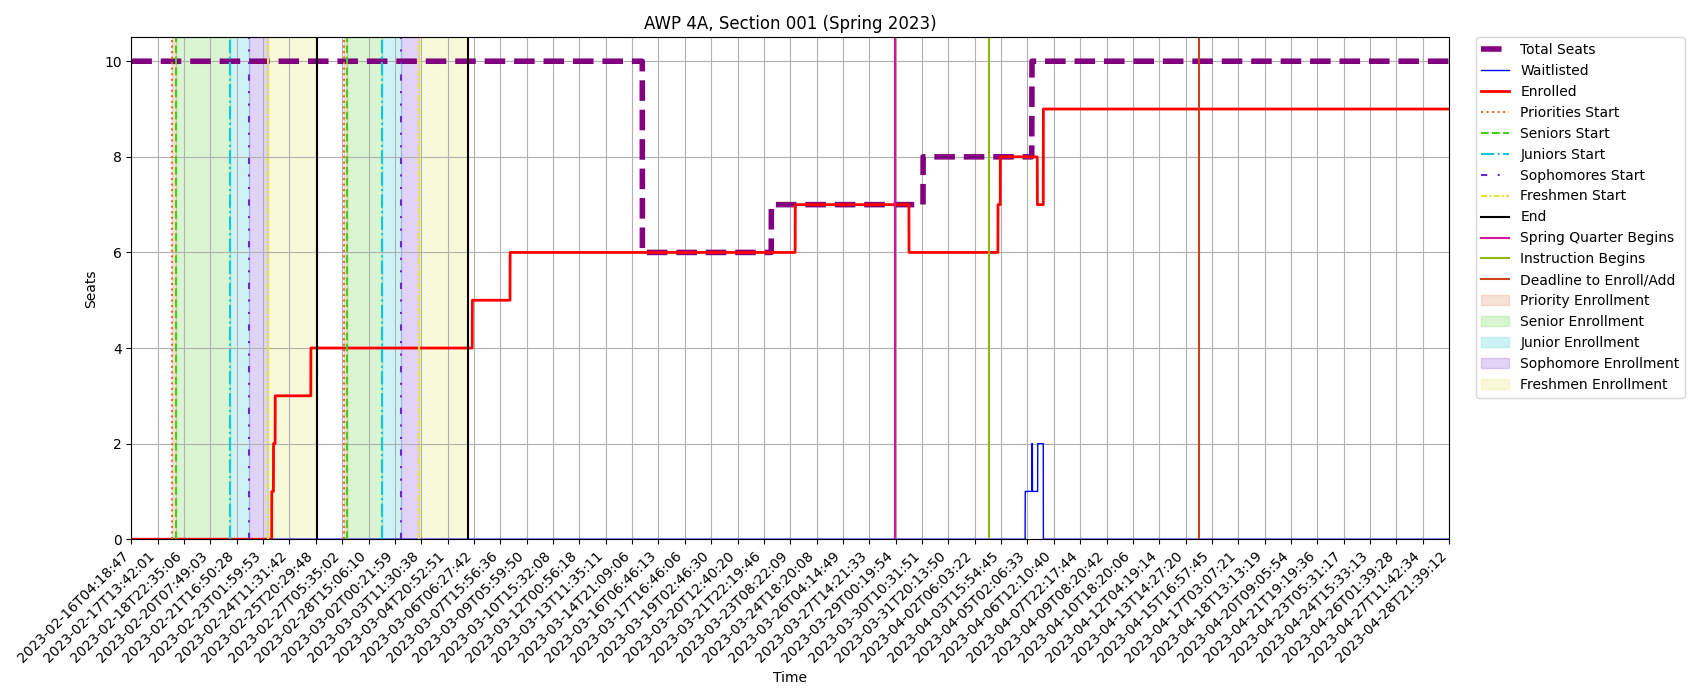 AWP 4A, Section 001 (Spring 2023)
10
8
6
4
2
0
Seats
2023-02-16T04:18:47
2023-02-17T13:42:01
2023-02-18T22:35:06
2023-02-20T07:49:03
2023-02-21T16:50:28
2023-02-23T01:59:53
2023-02-24T11:31:42
2023-02-25T20:29:48
2023-02-27T05:35:02
2023-02-28T15:06:10
2023-03-02T00:21:59
2023-03-03T11:30:38
2023-03-04T20:52:51
2023-03-06T06:27:42
2023-03-07T15:56:36
2023-03-09T05:59:50
2023-03-10T15:32:08
2023-03-12T00:56:18
2023-03-13T11:35:11
2023-03-14T21:09:06
2023-03-16T06:46:13
2023-03-17T16:46:06
2023-03-19T02:46:30
2023-03-20T12:40:20
2023-03-21T22:19:46
2023-03-23T08:22:09
2023-03-24T18:20:08
2023-03-26T04:14:49
2023-03-27T14:21:33
2023-03-29T00:19:54
2023-03-30T10:31:51
2023-03-31T20:13:50
2023-04-02T06:03:22
2023-04-03T15:54:45
2023-04-05T02:06:33
2023-04-06T12:10:40
2023-04-07T22:17:44
2023-04-09T08:20:42
2023-04-10T18:20:06
2023-04-12T04:19:14
2023-04-13T14:27:20
2023-04-15T16:57:45
2023-04-17T03:07:21
2023-04-18T13:13:19
2023-04-20T09:05:54
2023-04-21T19:19:36
2023-04-23T05:31:17
2023-04-24T15:33:13
2023-04-26T01:39:28
2023-04-27T11:42:34
2023-04-28T21:39:12
Time
Total Seats
Waitlisted
Enrolled
Priorities Start
Seniors Start
Juniors Start
Sophomores Start
Freshmen Start
End
Spring Quarter Begins
Instruction Begins
Deadline to Enroll/Add
Priority Enrollment
Senior Enrollment
Junior Enrollment
Sophomore Enrollment
Freshmen Enrollment